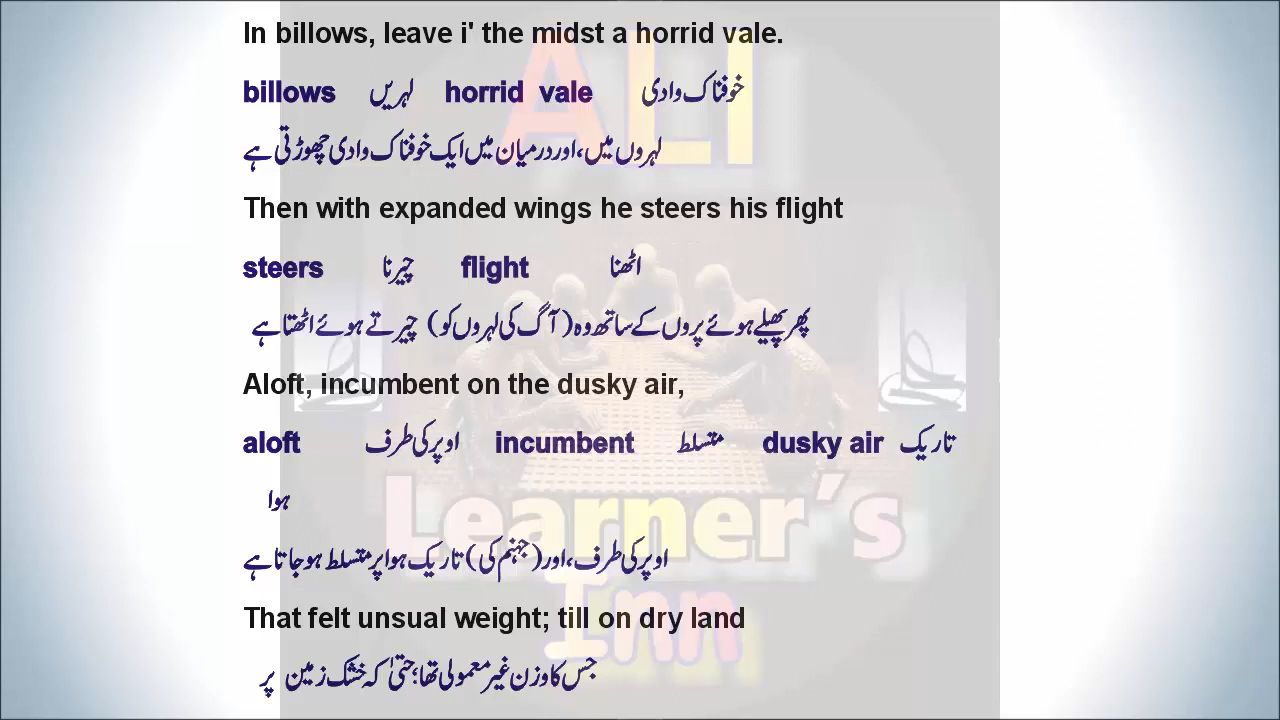 In billows, leave i' the midst a horrid vale.
billows لہریں horrid vale خوفناک وادی
لہروں میں، اور درمیان میں ایک خوفناک وادی چھوڑتی ہے
Then with expanded wings he steers his flight
steers چیرنا flight اٹھنا
پھر پھیلے ہوئے پروں کے ساتھ وہ (آگ کی لہروں کو) چیرتے ہوئے اٹھتا ہے
Aloft, incumbent on the dusky air,
aloft اوپر کی طرف incumbent متسلط dusky air تاریک
ہوا
اوپر کی طرف، اور (جہنم کی) تاریک ہوا پر متسلط ہو جاتا ہے
That felt unsual weight; till on dry land
جس کا وزن غیر معمولی تھا؛ حتیٰ کہ خشک زمین پر
ALI
Learner's
Inn